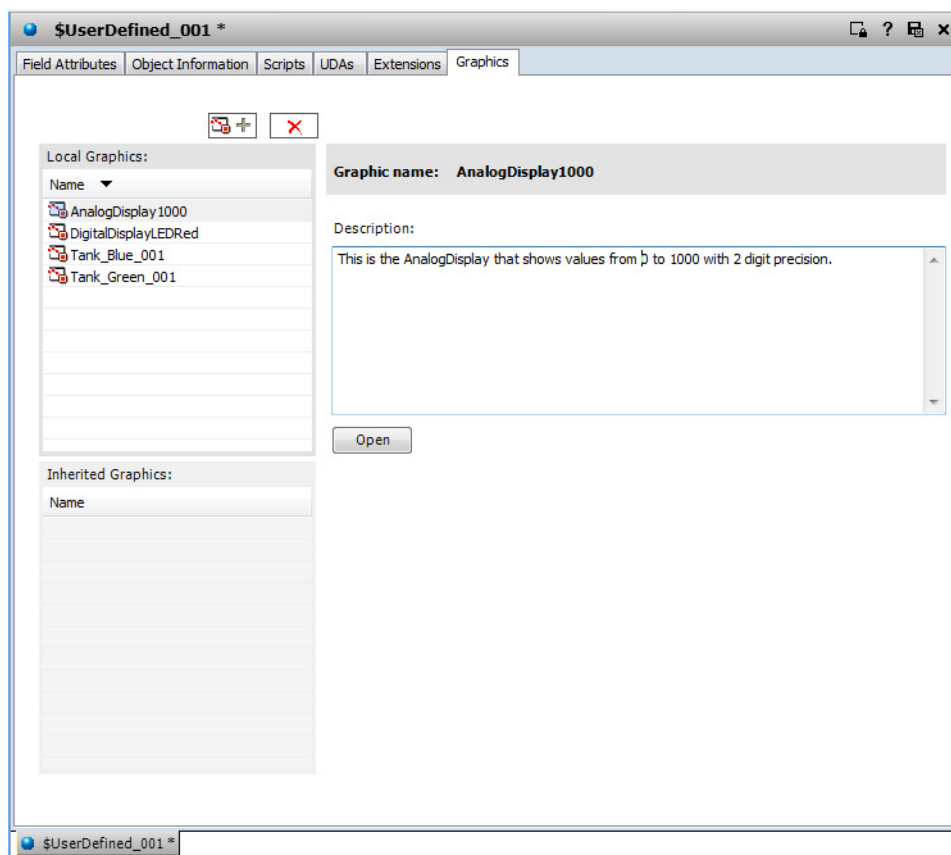 $UserDefined_001 *
?
Field Attributes Object Information Scripts UDAs Extensions Graphics
Local Graphics:
Name
AnalogDisplay1000
DigitalDisplayLEDRed
Tank_Blue_001
Tank_Green_001
Graphic name: AnalogDisplay1000
Description:
This is the AnalogDisplay that shows values from 0 to 1000 with 2 digit precision.
Open
Inherited Graphics:
Name
$UserDefined_001 *